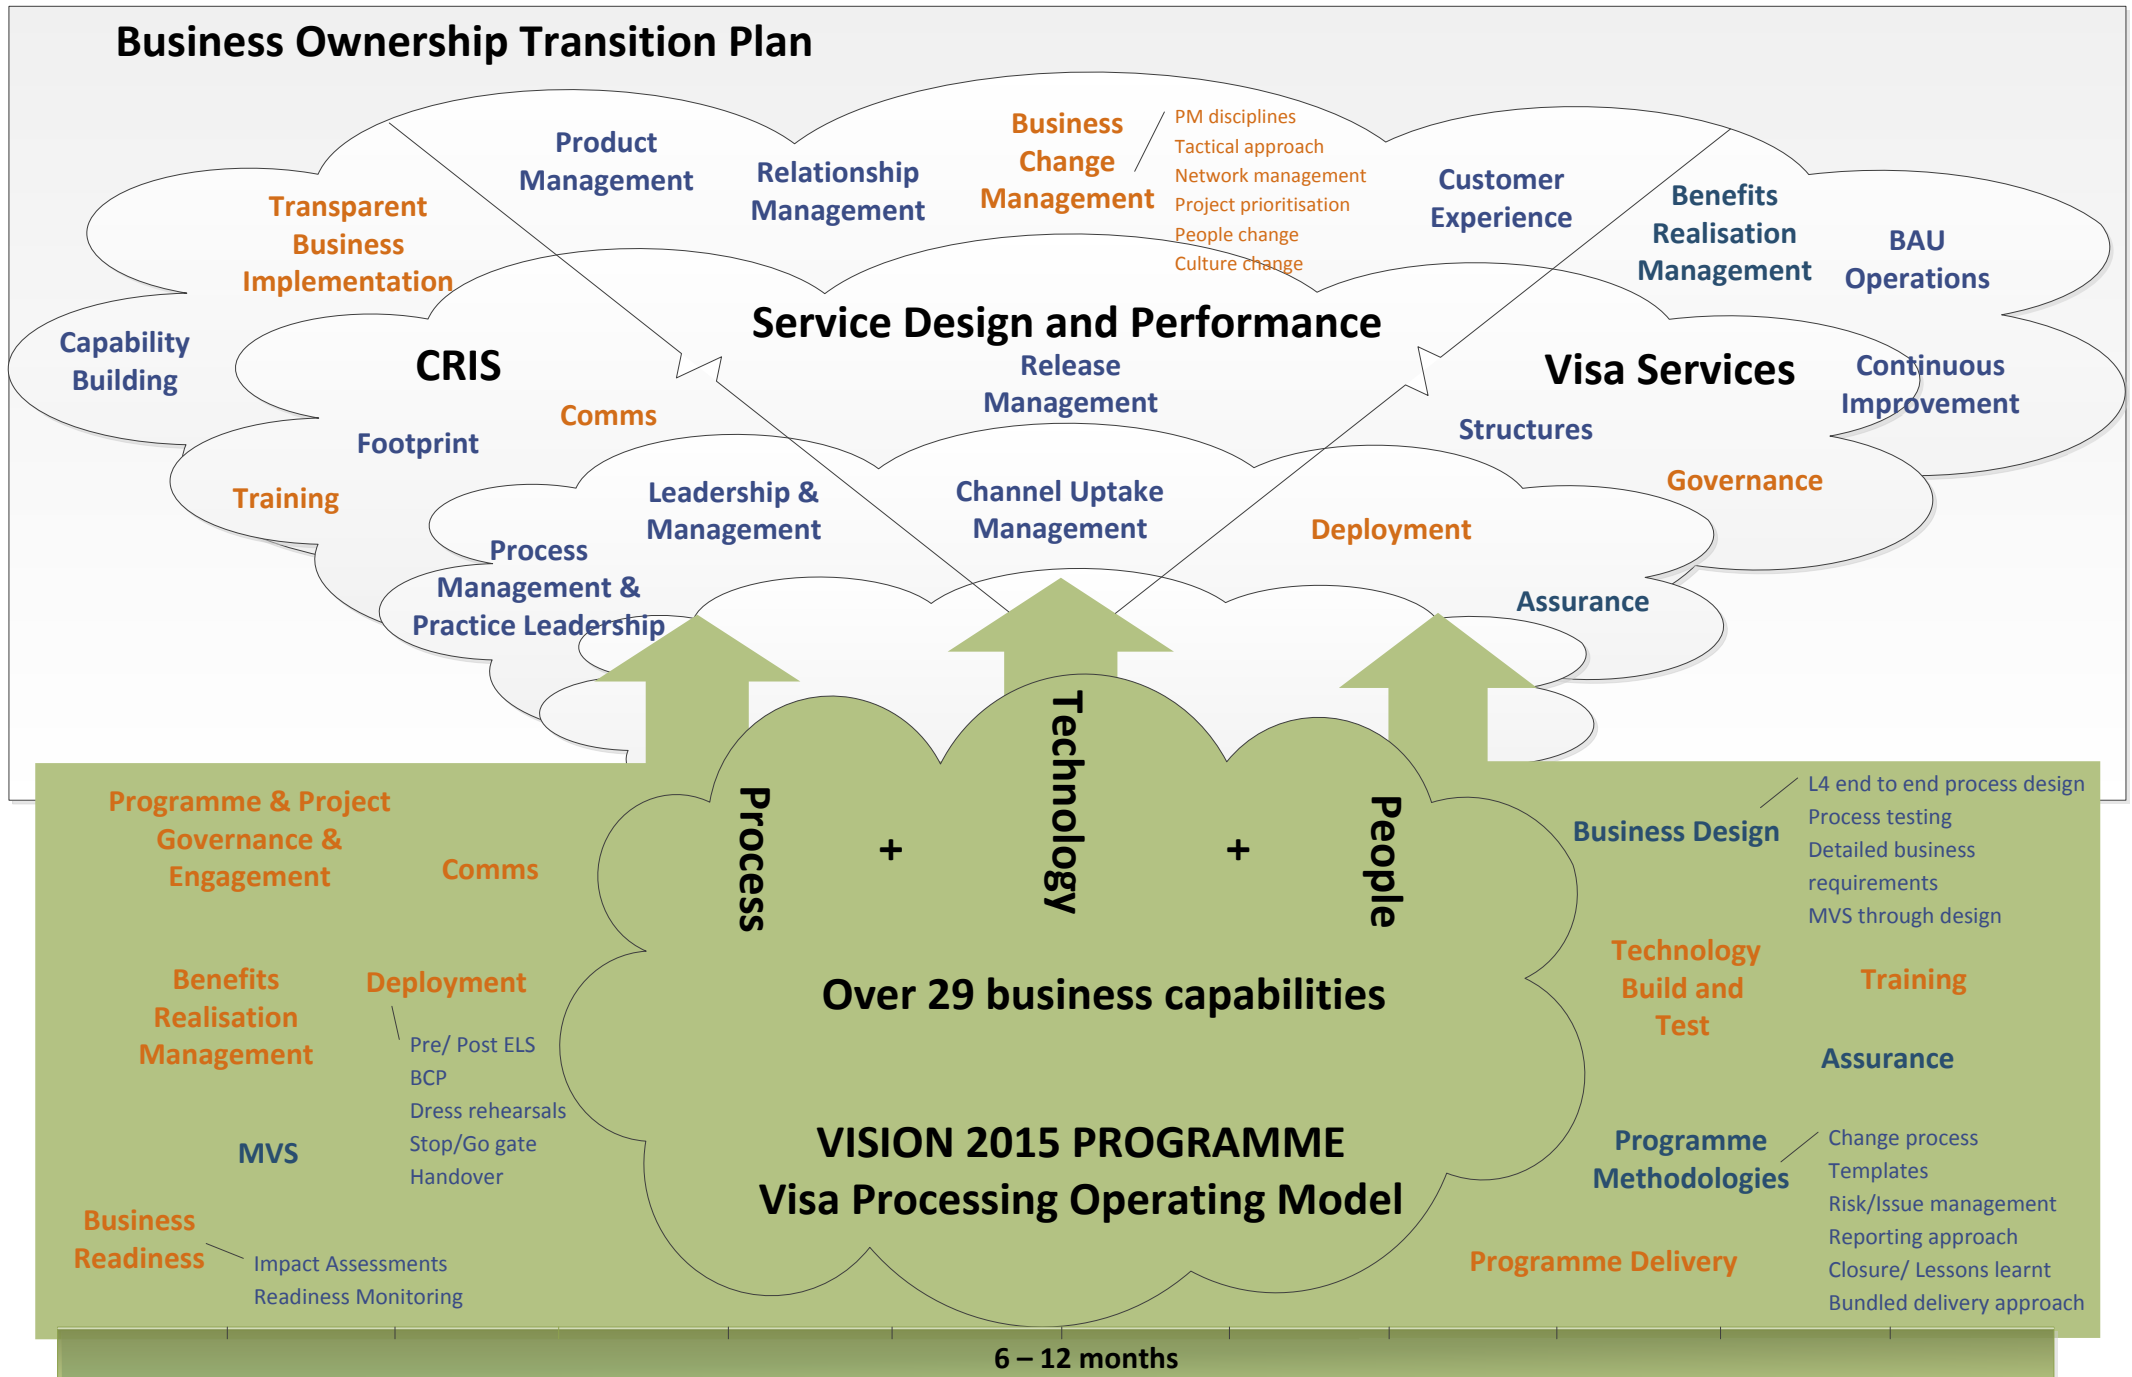 Business Ownership Transition Plan
Product
Management
Relationship
Management
Business
Change
Management
PM disciplines
Tactical approach
Network management
Project prioritisation
People change
Culture change
Customer
Experience
Benefits
Realisation
Management
BAU
Operations
Transparent
Business
Implementation
Capability
Building
CRIS
Service Design and Performance
Release
Management
Visa Services
Continuous
Improvement
Comms
Footprint
Structures
Training
Governance
Leadership &
Management
Channel Uptake
Management
Deployment
Process
Management &
Practice Leadership
Assurance
Process
+
Technology
+
People
Over 29 business capabilities
VISION 2015 PROGRAMME
Visa Processing Operating Model
Programme & Project
Governance &
Engagement
Comms
Benefits
Realisation
Management
Deployment
Pre/ Post ELS
BCP
Dress rehearsals
Stop/Go gate
Handover
MVS
Business
Readiness
Impact Assessments
Readiness Monitoring
Business Design
L4 end to end process design
Process testing
Detailed business
requirements
MVS through design
Technology
Build and
Test
Training
Assurance
Programme
Methodologies
Change process
Templates
Risk/Issue management
Reporting approach
Closure/ Lessons learnt
Bundled delivery approach
Programme Delivery
6 – 12 months